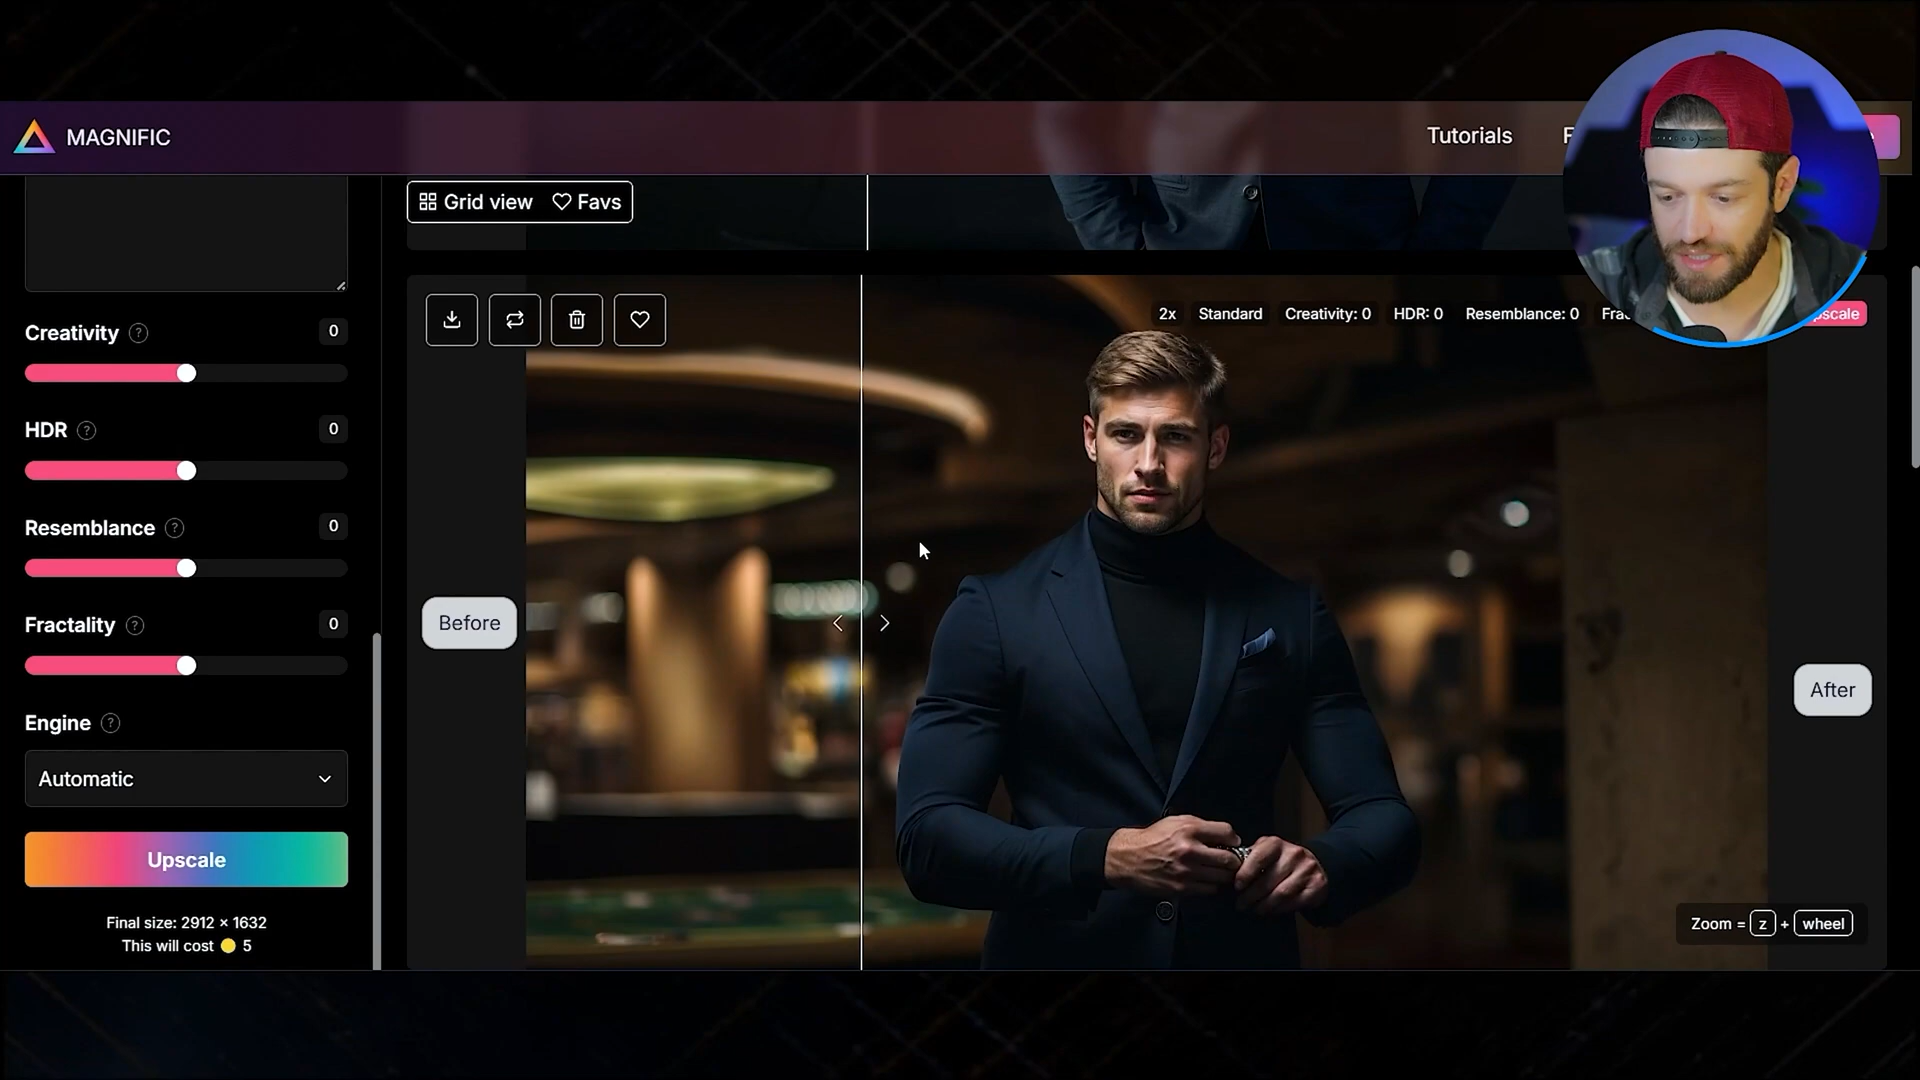 MAGNIFIC
Tutorials
Grid view Favs
Creativity ? 0
HDR ? 0
Resemblance ? 0
Fractality ? 0
Engine ?
Automatic
Upscale
Final size: 2912 × 1632
This will cost 5
2x Standard Creativity: 0 HDR: 0 Resemblance: 0
Before
After
Zoom = z + wheel